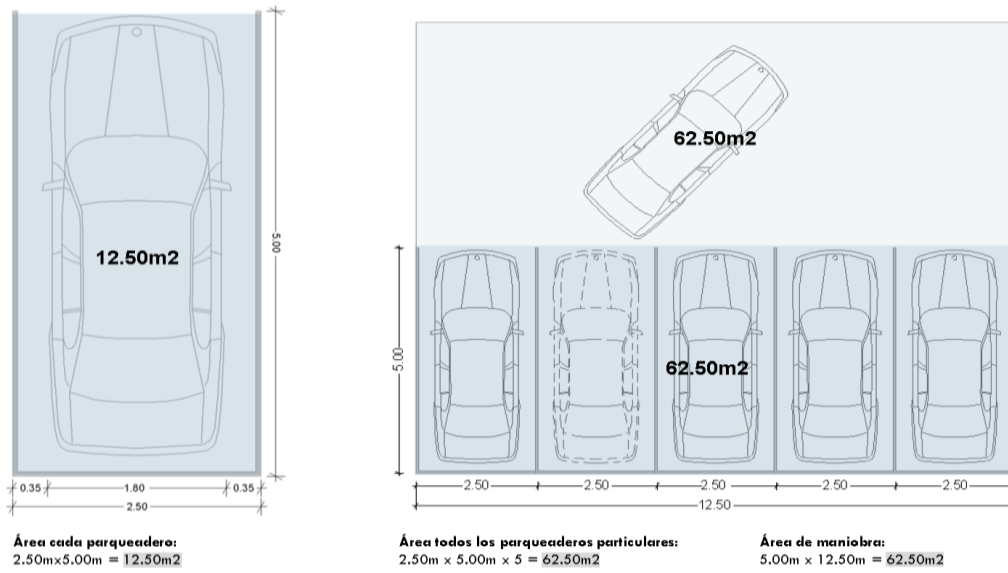 12.50m2
5.00
0.35
1.80
0.35
2.50
Área cada parqueadero:
2.50mx5.00m = 12.50m2
62.50m2
5.00
62.50m2
2.50
2.50
2.50
2.50
2.50
12.50
Área todos los parqueaderos particulares:
2.50m x 5.00m x 5 = 62.50m2
Área de maniobra:
5.00m x 12.50m = 62.50m2